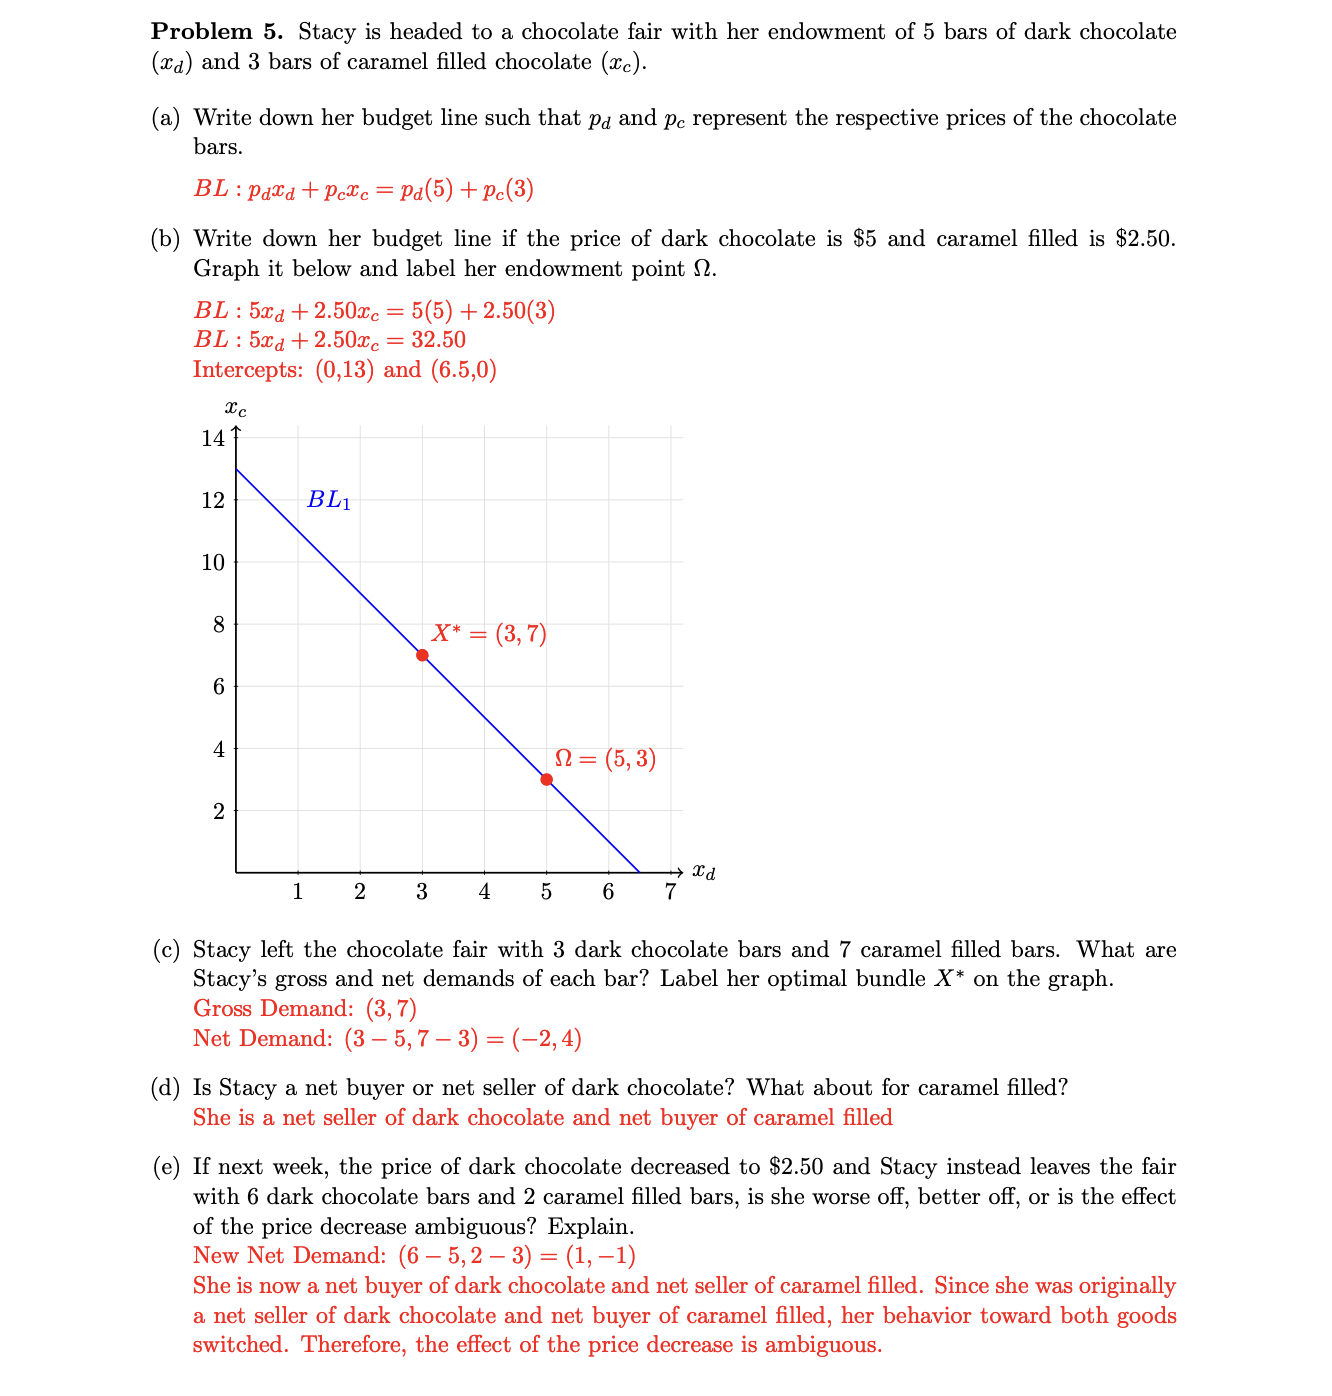 Problem 5. Stacy is headed to a chocolate fair with her endowment of 5 bars of dark chocolate
(x_d) and 3 bars of caramel filled chocolate (x_c).
(a) Write down her budget line such that p_d and p_c represent the respective prices of the chocolate
bars.
BL : p_dx_d + p_cx_c = p_d(5) + p_c(3)
(b) Write down her budget line if the price of dark chocolate is $5 and caramel filled is $2.50.
Graph it below and label her endowment point Ω.
BL : 5x_d + 2.50x_c = 5(5) + 2.50(3)
BL : 5x_d + 2.50x_c = 32.50
Intercepts: (0,13) and (6.5,0)
x_c
14
12
BL_1
10
8
X* = (3, 7)
6
4
Ω = (5, 3)
2
x_d
1 2 3 4 5 6 7
(c) Stacy left the chocolate fair with 3 dark chocolate bars and 7 caramel filled bars. What are
Stacy's gross and net demands of each bar? Label her optimal bundle X* on the graph.
Gross Demand: (3, 7)
Net Demand: (3 − 5, 7 − 3) = (−2, 4)
(d) Is Stacy a net buyer or net seller of dark chocolate? What about for caramel filled?
She is a net seller of dark chocolate and net buyer of caramel filled
(e) If next week, the price of dark chocolate decreased to $2.50 and Stacy instead leaves the fair
with 6 dark chocolate bars and 2 caramel filled bars, is she worse off, better off, or is the effect
of the price decrease ambiguous? Explain.
New Net Demand: (6 − 5, 2 − 3) = (1, −1)
She is now a net buyer of dark chocolate and net seller of caramel filled. Since she was originally
a net seller of dark chocolate and net buyer of caramel filled, her behavior toward both goods
switched. Therefore, the effect of the price decrease is ambiguous.